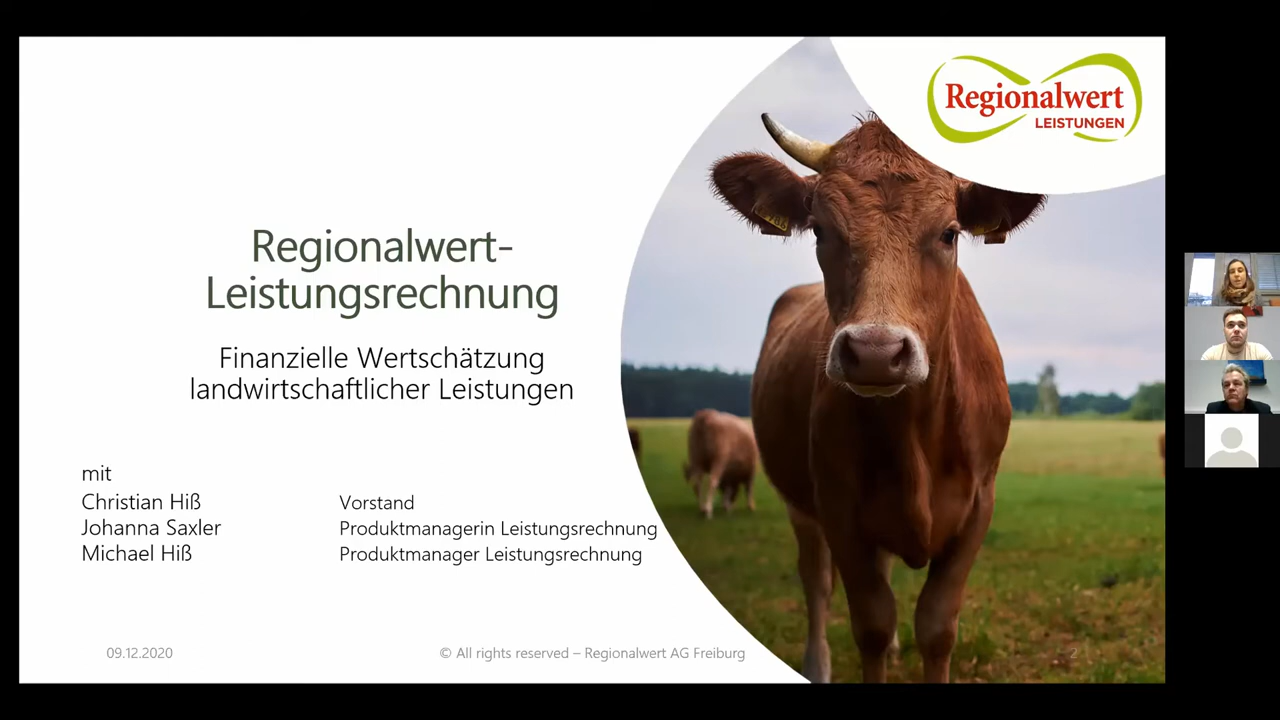 Regionalwert
LEISTUNGEN
Regionalwert-
Leistungsrechnung
Finanzielle Wertschätzung
landwirtschaftlicher Leistungen
mit
Christian Hiß Vorstand
Johanna Saxler Produktmanagerin Leistungsrechnung
Michael Hiß Produktmanager Leistungsrechnung
09.12.2020 © All rights reserved – Regionalwert AG Freiburg 2